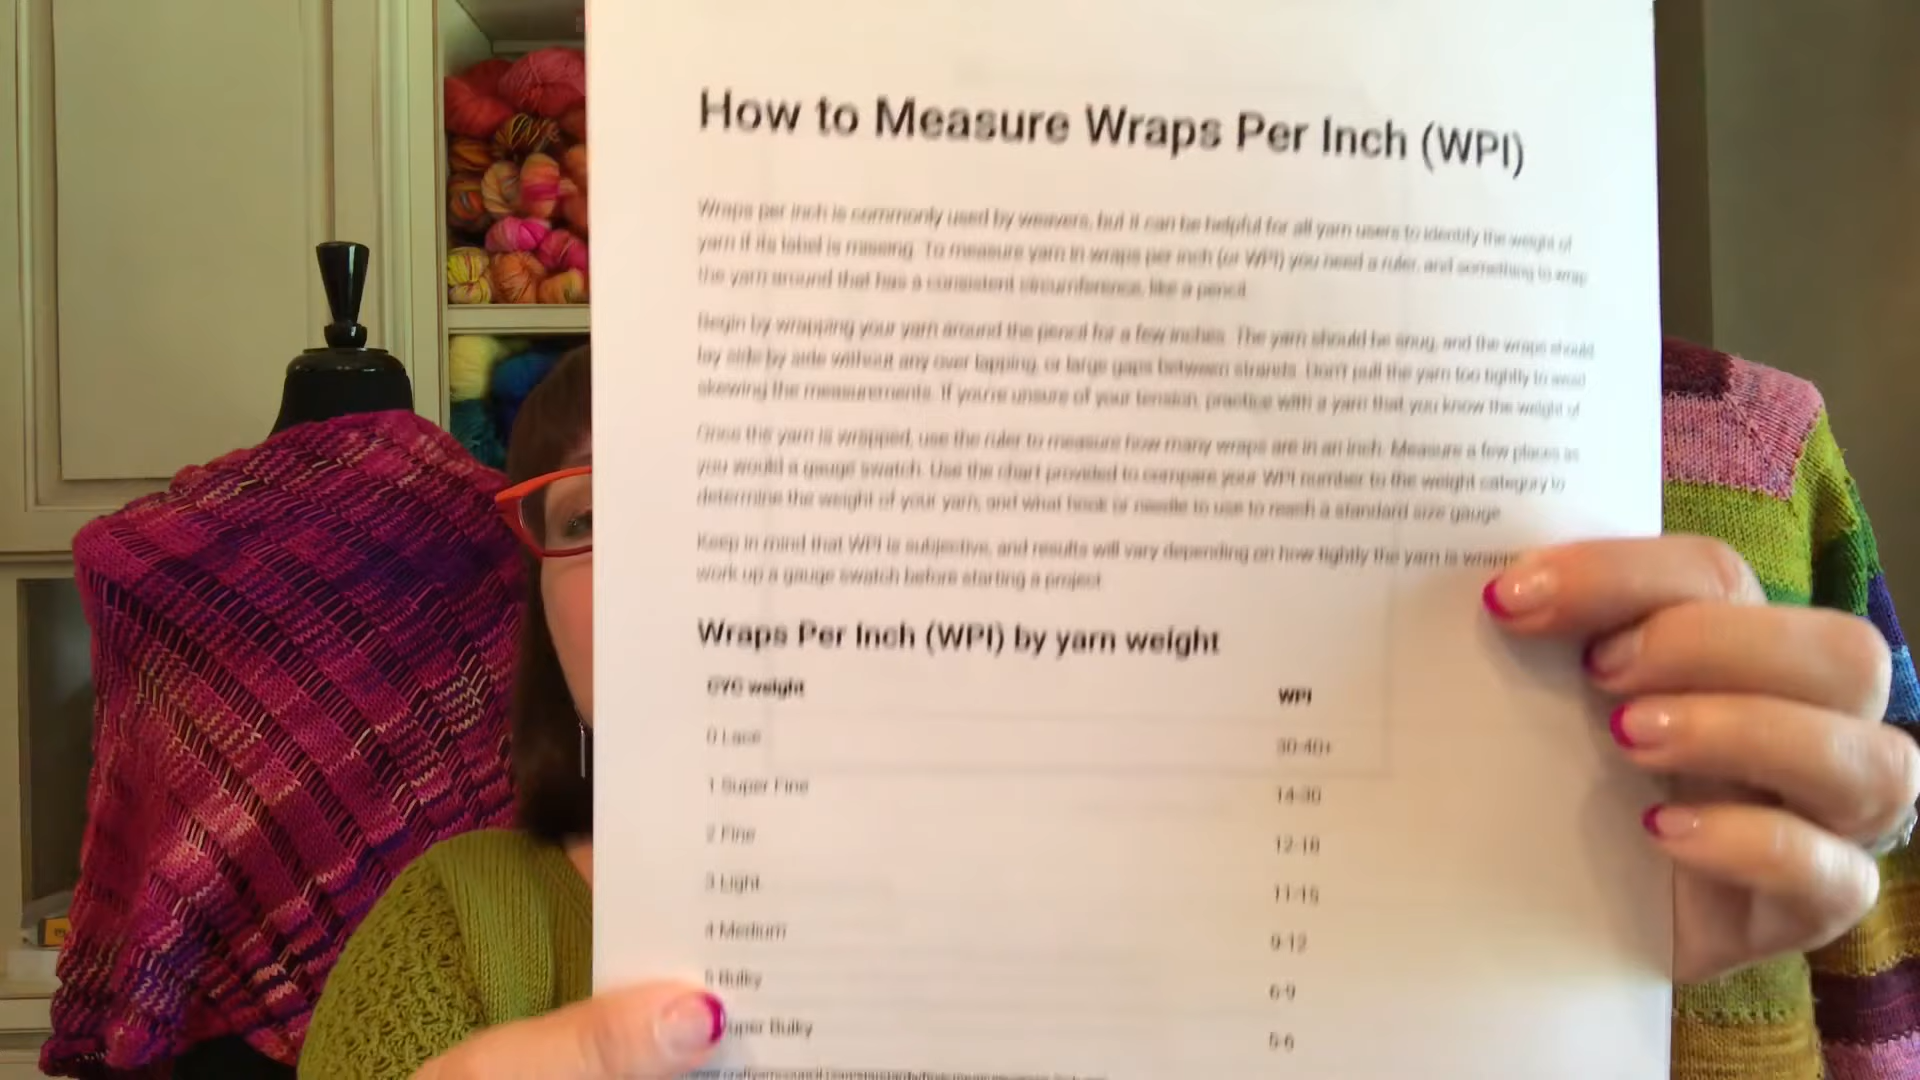 How to Measure Wraps Per Inch (WPI)
Wraps per inch is commonly used by weavers, but it can be helpful for all yarn users to identify the weight of
yarn if its label is missing. To measure yarn in wraps per inch (or WPI) you need a ruler, and something to wrap
the yarn around that has a consistent circumference, like a pencil.
Begin by wrapping your yarn around the pencil for a few inches. The yarn should be snug, and the wraps should
lay side by side without any over lapping, or large gaps between strands. Don't pull the yarn too tightly to avoid
skewing the measurements. If you're unsure of your tension, practice with a yarn that you know the weight of
Once the yarn is wrapped, use the ruler to measure how many wraps are in an inch. Measure a few places as
you would a gauge swatch. Use the chart provided to compare your WPI number to the weight category to
determine the weight of your yarn, and what hook or needle to use to reach a standard size gauge.
Keep in mind that WPI is subjective, and results will vary depending on how tightly the yarn is wrapp
work up a gauge swatch before starting a project.
Wraps Per Inch (WPI) by yarn weight
CYC weight WPI
0 Lace 30-40+
1 Super Fine 14-30
2 Fine 12-18
3 Light 11-15
4 Medium 9-12
5 Bulky 6-9
uper Bulky 5-6